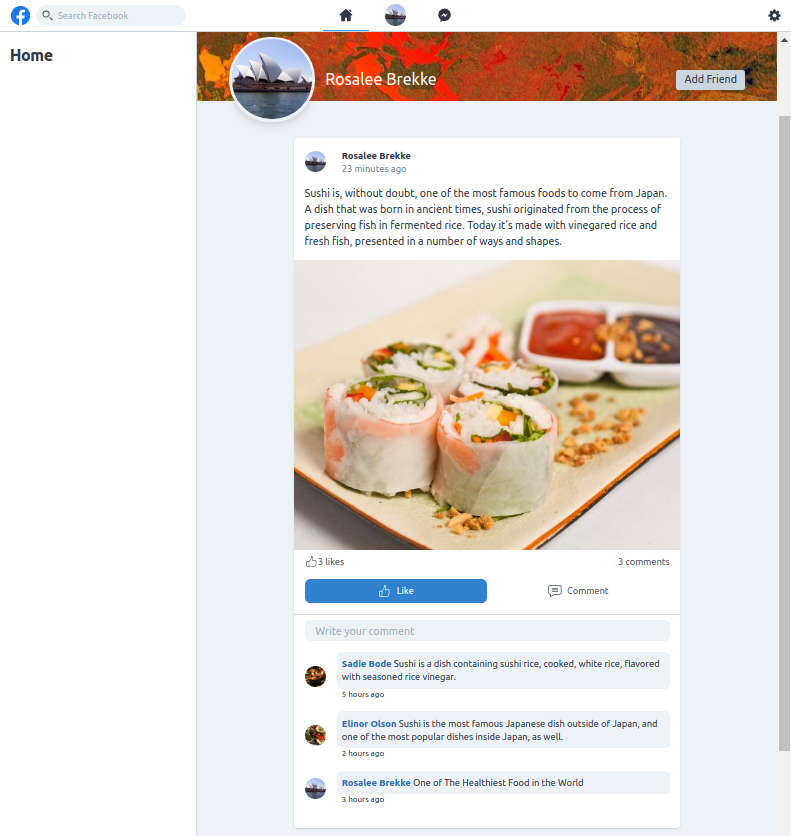 Search Facebook
Home
Rosalee Brekke
Add Friend
Rosalee Brekke
23 minutes ago
Sushi is, without doubt, one of the most famous foods to come from Japan.
A dish that was born in ancient times, sushi originated from the process of
preserving fish in fermented rice. Today it's made with vinegared rice and
fresh fish, presented in a number of ways and shapes.
3 likes
3 comments
Like
Comment
Write your comment
Sadie Bode Sushi is a dish containing sushi rice, cooked, white rice, flavored
with seasoned rice vinegar.
5 hours ago
Elinor Olson Sushi is the most famous Japanese dish outside of Japan, and
one of the most popular dishes inside Japan, as well.
2 hours ago
Rosalee Brekke One of The Healthiest Food in the World
3 hours ago